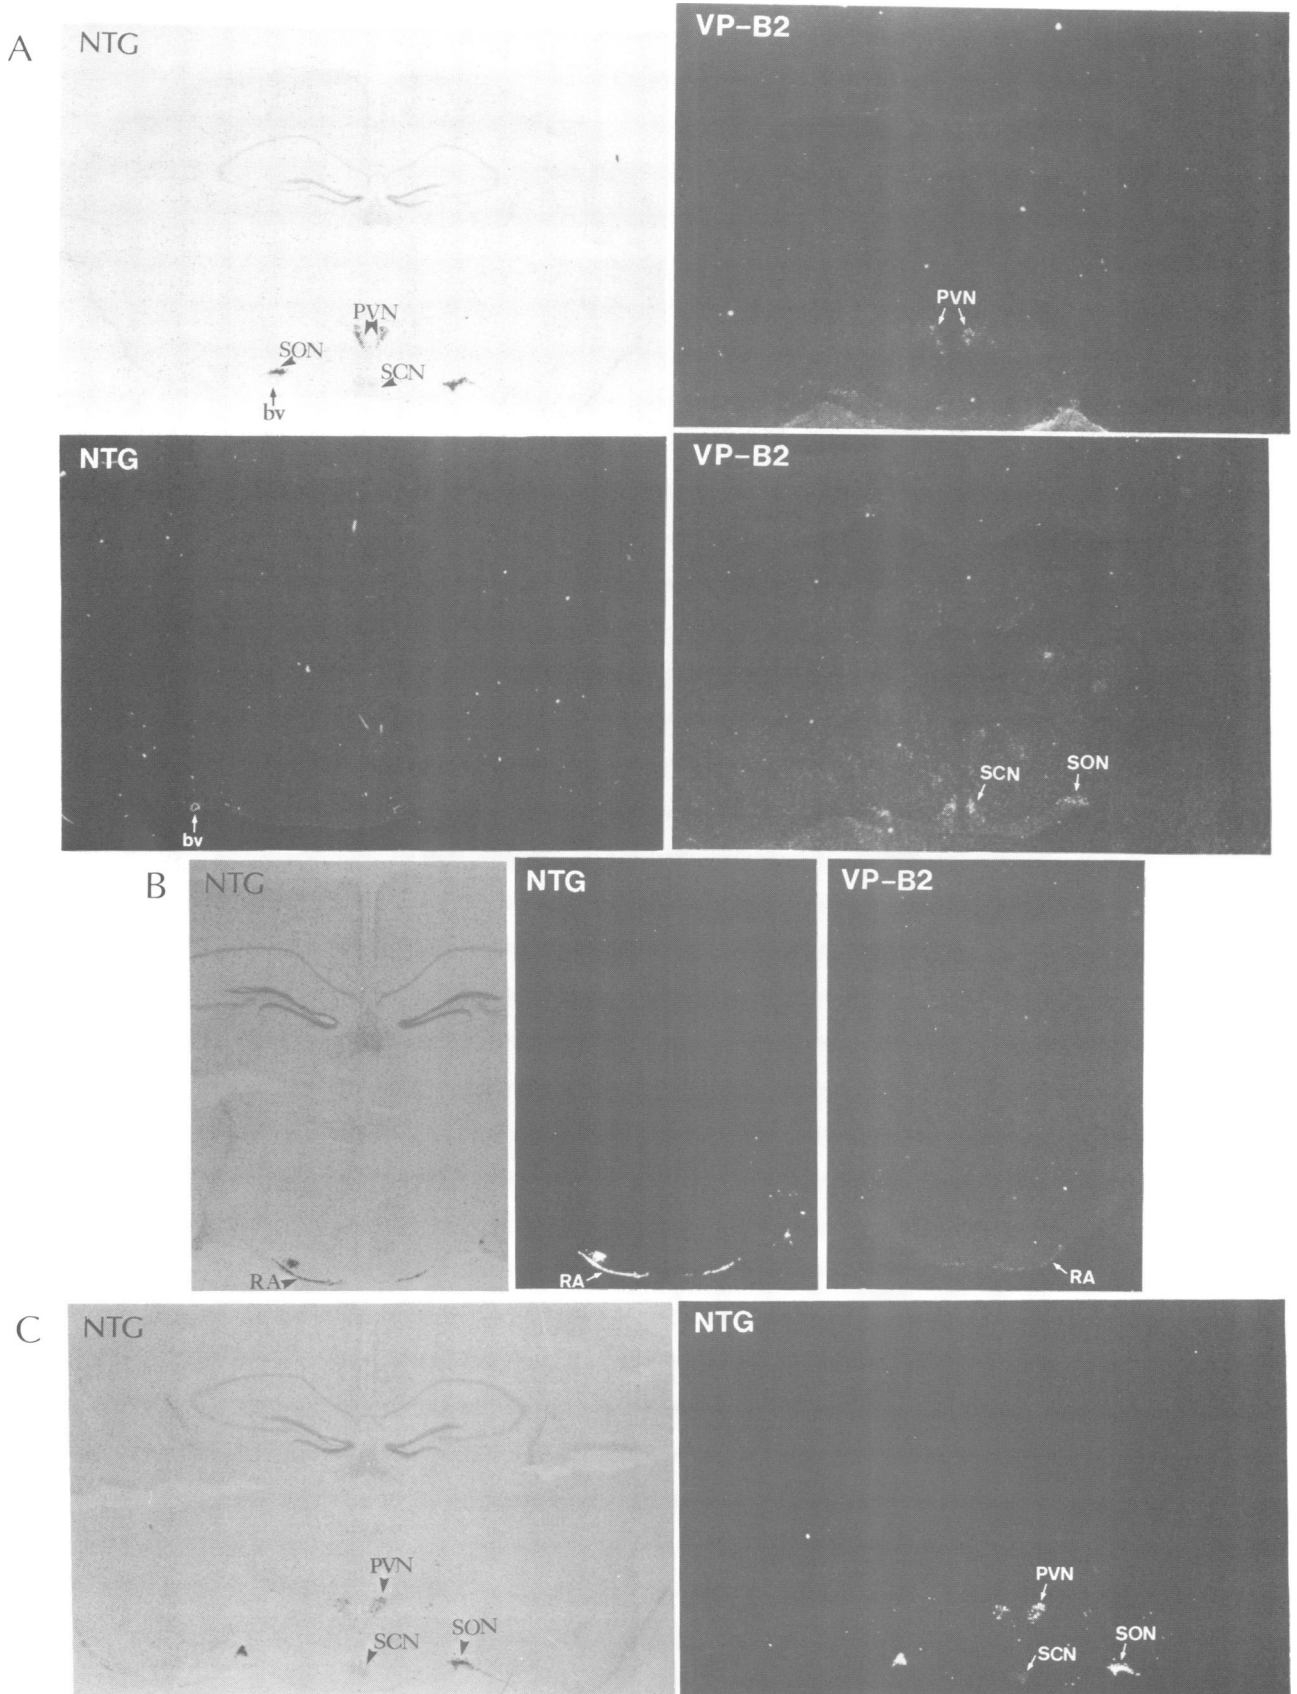 A
NTG
PVN
SON
SCN
bv
VP-B2
PVN
NTG
bv
VP-B2
SCN
SON
B
NTG
RA
NTG
RA
VP-B2
RA
C
NTG
PVN
SCN
SON
NTG
PVN
SCN
SON